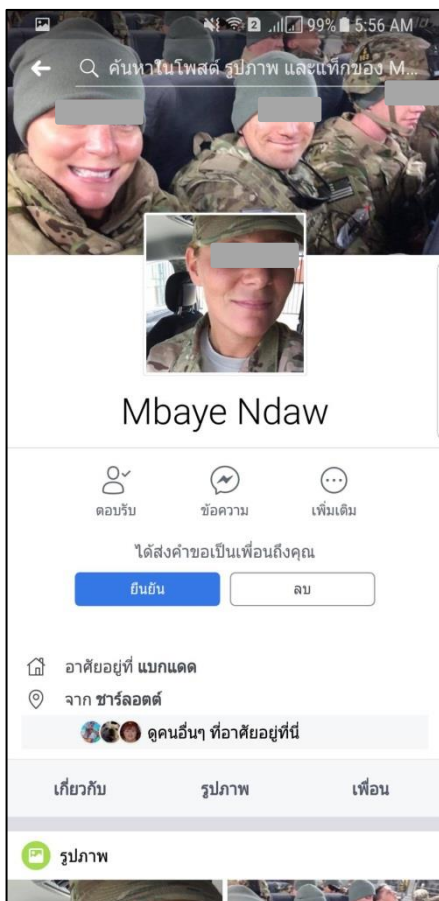 2 99% 5:56 AM
ค้นหาในโพสต์ รูปภาพ และแท็กของ M...
Mbaye Ndaw
ตอบรับ ข้อความ เพิ่มเติม
ได้ส่งคำขอเป็นเพื่อนถึงคุณ
ยืนยัน ลบ
อาศัยอยู่ที่ แบกแดด
จาก ชาร์ลอตต์
ดูคนอื่นๆ ที่อาศัยอยู่ที่นี่
เกี่ยวกับ รูปภาพ เพื่อน
รูปภาพ